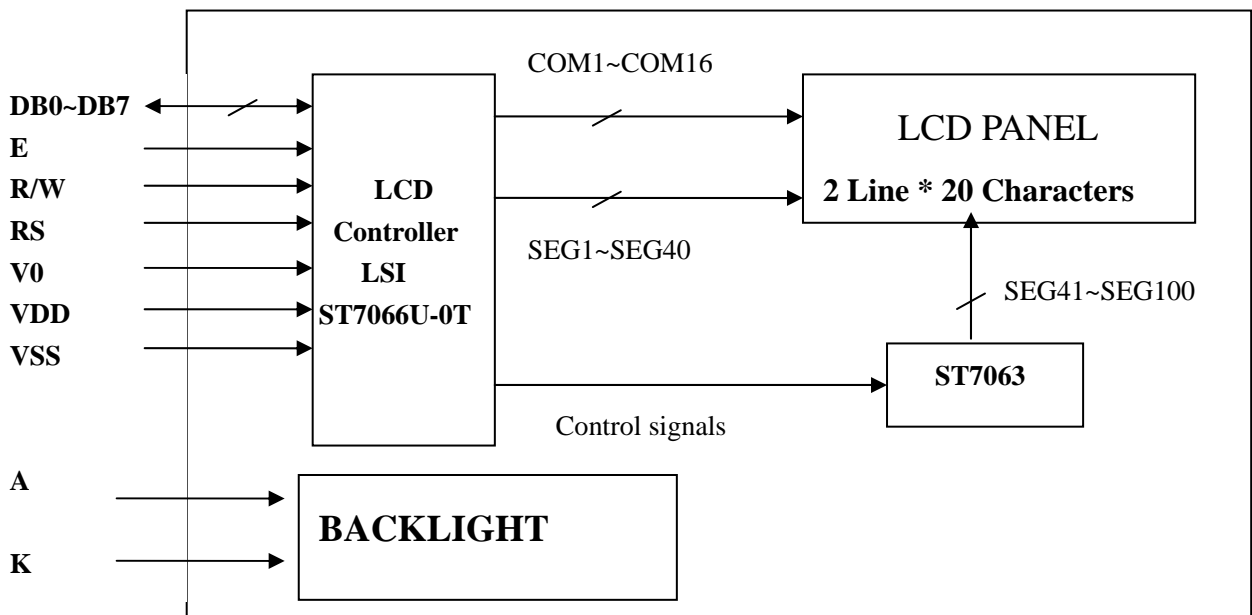 DB0~DB7
E
R/W
RS
V0
VDD
VSS
A
K
LCD
Controller
LSI
ST7066U-0T
COM1~COM16
SEG1~SEG40
Control signals
LCD PANEL
2 Line * 20 Characters
SEG41~SEG100
ST7063
BACKLIGHT